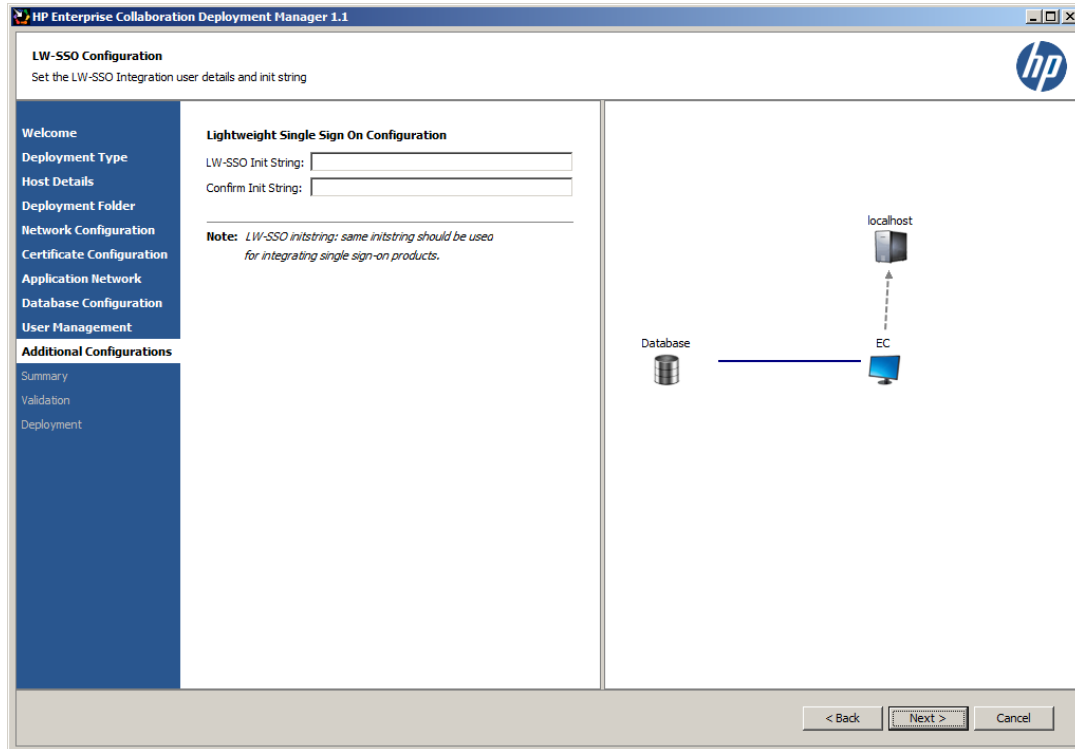 HP Enterprise Collaboration Deployment Manager 1.1
LW-SSO Configuration
Set the LW-SSO Integration user details and init string
hp
Welcome
Deployment Type
Host Details
Deployment Folder
Network Configuration
Certificate Configuration
Application Network
Database Configuration
User Management
Additional Configurations
Summary
Validation
Deployment
Lightweight Single Sign On Configuration
LW-SSO Init String:
Confirm Init String:
Note: LW-SSO initstring: same initstring should be used
for integrating single sign-on products.
localhost
Database
EC
< Back
Next >
Cancel